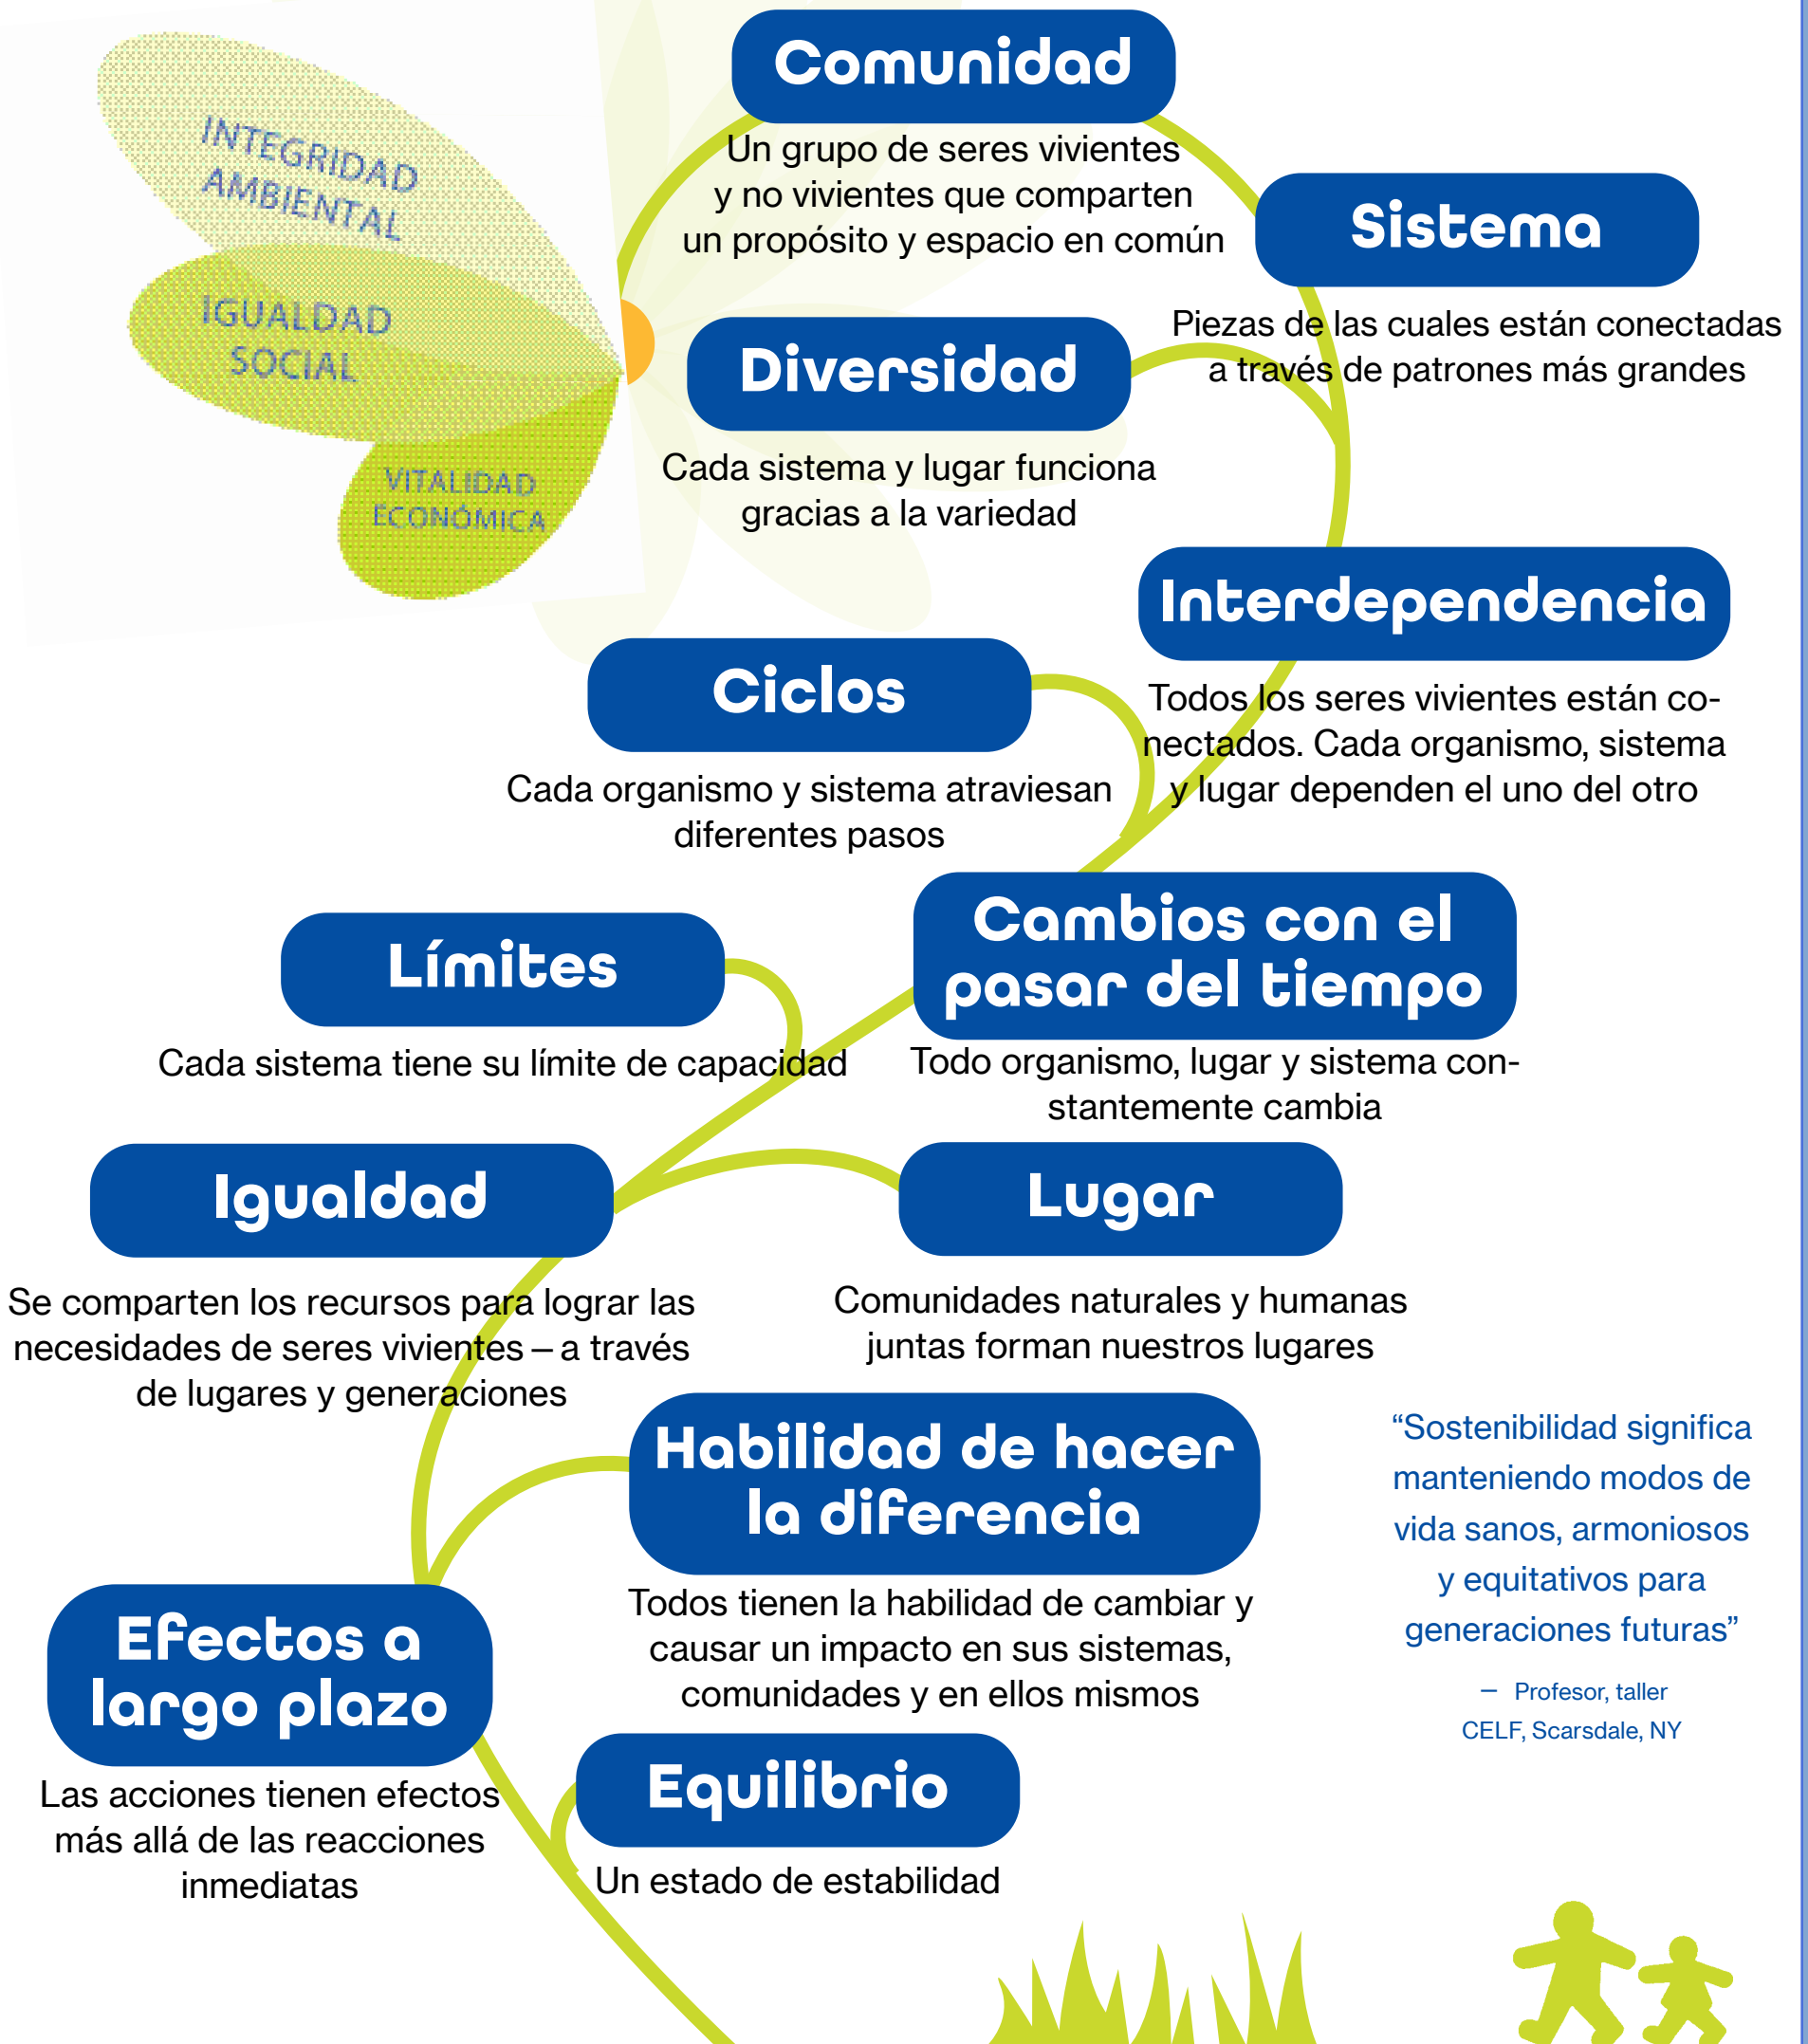 INTEGRIDAD
AMBIENTAL
IGUALDAD
SOCIAL
VITALIDAD
ECONÓMICA
Comunidad
Un grupo de seres vivientes
y no vivientes que comparten
un propósito y espacio en común
Sistema
Piezas de las cuales están conectadas
a través de patrones más grandes
Diversidad
Cada sistema y lugar funciona
gracias a la variedad
Interdependencia
Todos los seres vivientes están co-
nectados. Cada organismo, sistema
y lugar dependen el uno del otro
Ciclos
Cada organismo y sistema atraviesan
diferentes pasos
Cambios con el
pasar del tiempo
Todo organismo, lugar y sistema con-
stantemente cambia
Límites
Cada sistema tiene su límite de capacidad
Igualdad
Se comparten los recursos para lograr las
necesidades de seres vivientes – a través
de lugares y generaciones
Lugar
Comunidades naturales y humanas
juntas forman nuestros lugares
Habilidad de hacer
la diferencia
Todos tienen la habilidad de cambiar y
causar un impacto en sus sistemas,
comunidades y en ellos mismos
“Sostenibilidad significa
manteniendo modos de
vida sanos, armoniosos
y equitativos para
generaciones futuras”
– Profesor, taller
CELF, Scarsdale, NY
Efectos a
largo plazo
Las acciones tienen efectos
más allá de las reacciones
inmediatas
Equilibrio
Un estado de estabilidad